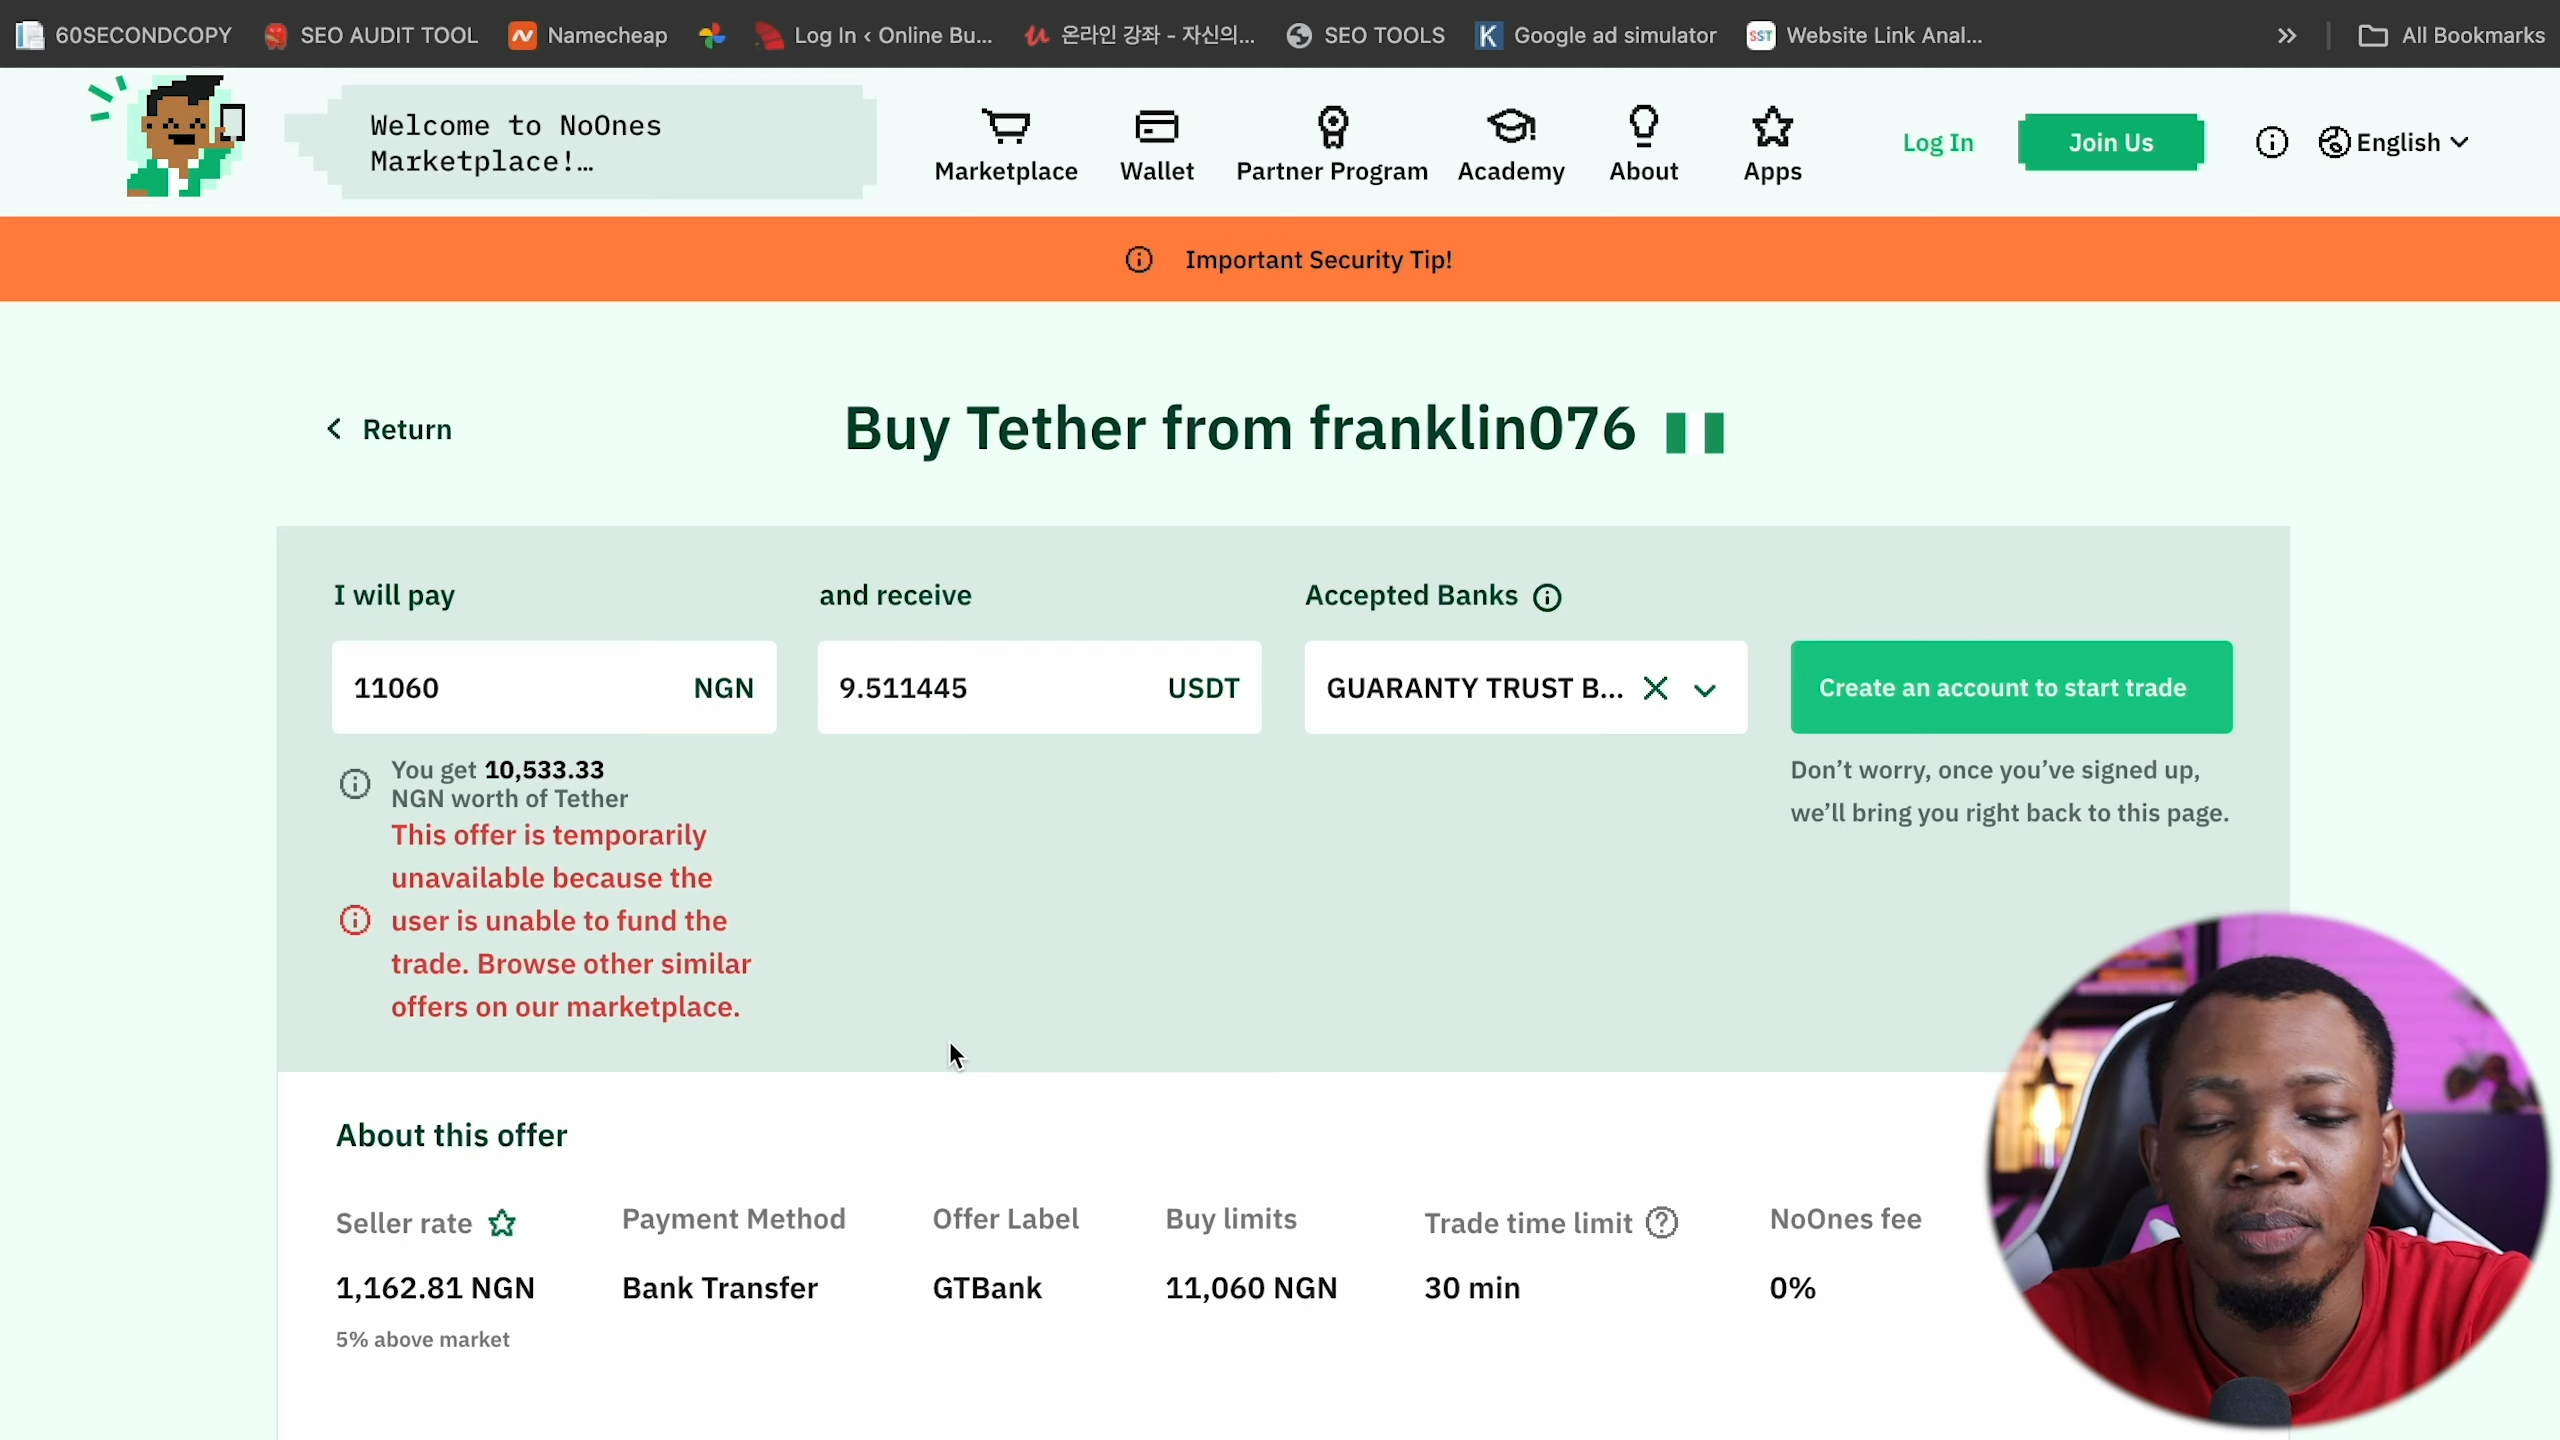 60SECONDCOPY
SEO AUDIT TOOL
Namecheap
Log In ‹ Online Bu...
온라인 강좌 - 자신의...
SEO TOOLS
K
Google ad simulator
SST
Website Link Anal...
»
All Bookmarks
Welcome to NoOnes
Marketplace!…
Marketplace
Wallet
Partner Program
Academy
About
Apps
Log In
Join Us
English
Important Security Tip!
Return
Buy Tether from franklin076
I will pay
and receive
Accepted Banks
11060 NGN
9.511445 USDT
GUARANTY TRUST B...
Create an account to start trade
You get 10,533.33
NGN worth of Tether
This offer is temporarily
unavailable because the
user is unable to fund the
trade. Browse other similar
offers on our marketplace.
Don’t worry, once you’ve signed up,
we’ll bring you right back to this page.
About this offer
Seller rate
Payment Method
Offer Label
Buy limits
Trade time limit
NoOnes fee
1,162.81 NGN
Bank Transfer
GTBank
11,060 NGN
30 min
0%
5% above market